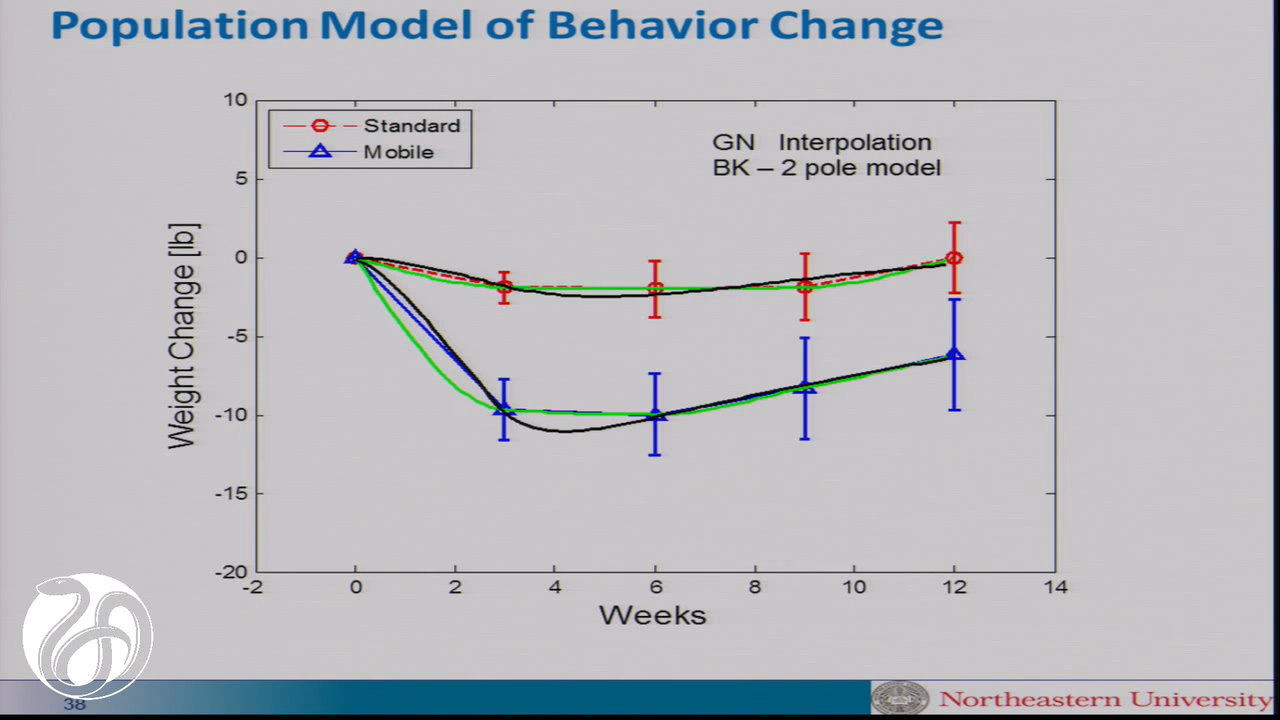 Population Model of Behavior Change
10
5
0
-5
-10
-15
-20
Standard
Mobile
GN Interpolation
BK – 2 pole model
Weight Change [lb]
-2 0 2 4 6 8 10 12 14
Weeks
38
Northeastern University